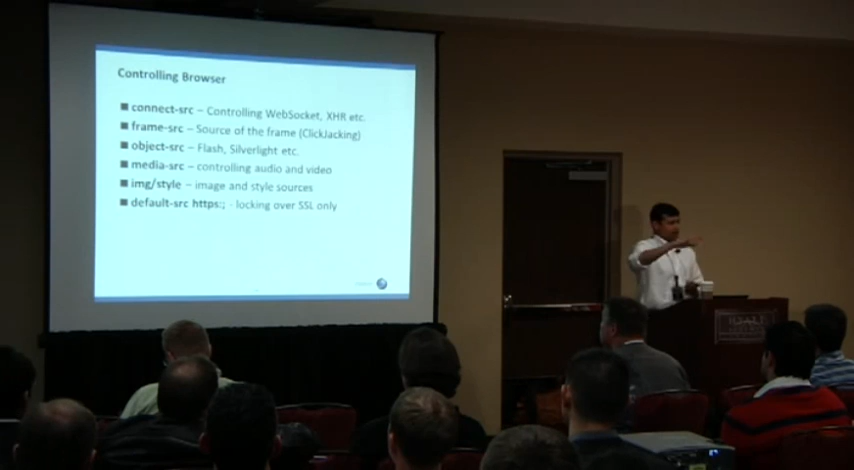 Controlling Browser
■ connect-src – Controlling WebSocket, XHR etc.
■ frame-src – Source of the frame (ClickJacking)
■ object-src – Flash, Silverlight etc.
■ media-src – controlling audio and video
■ img/style – image and style sources
■ default-src https:; - locking over SSL only